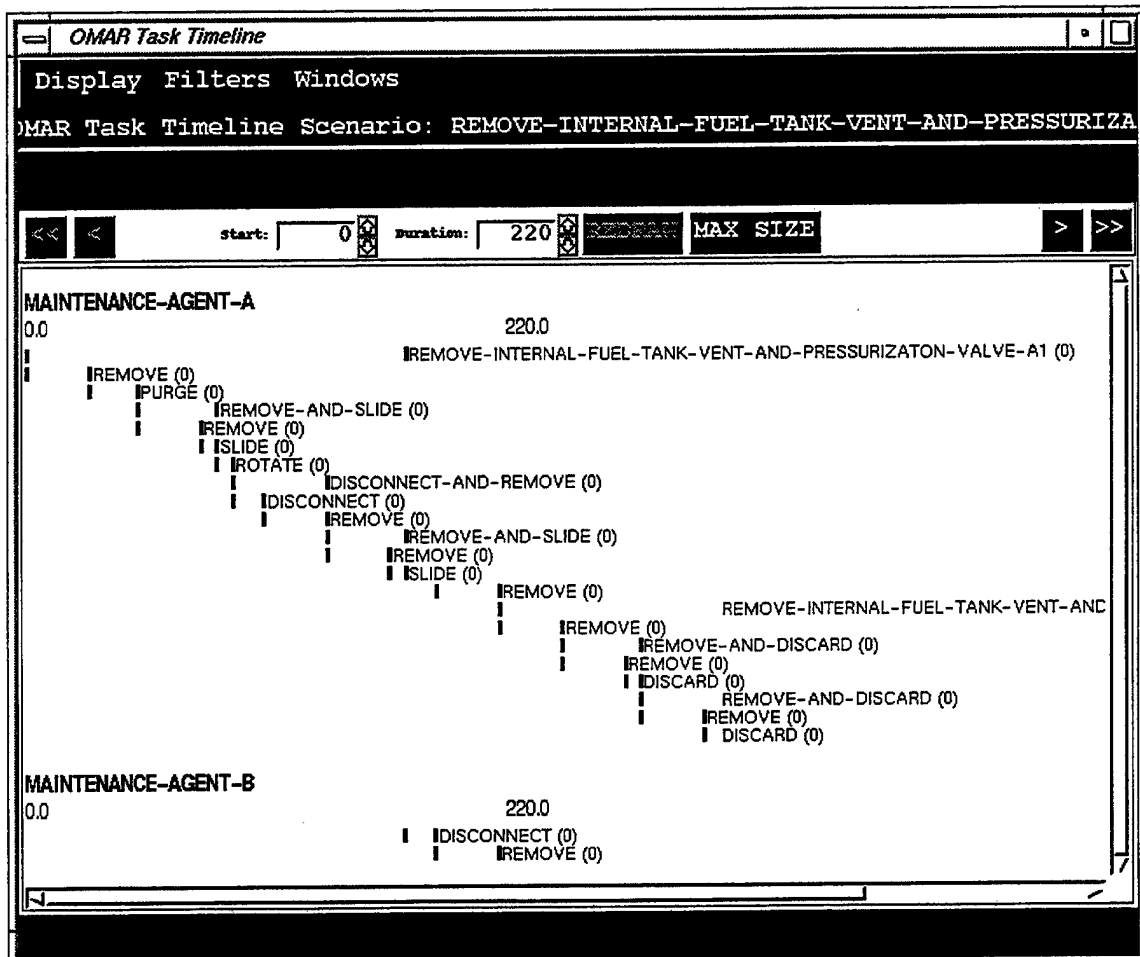 OMAR Task Timeline
Display Filters Windows
OMAR Task Timeline Scenario: REMOVE-INTERNAL-FUEL-TANK-VENT-AND-PRESSURIZA
<< < Start: 0 Duration: 220 REDRAW MAX SIZE > >>
MAINTENANCE-AGENT-A
0.0 220.0
REMOVE-INTERNAL-FUEL-TANK-VENT-AND-PRESSURIZATON-VALVE-A1 (0)
REMOVE (0)
PURGE (0)
REMOVE-AND-SLIDE (0)
REMOVE (0)
SLIDE (0)
ROTATE (0)
DISCONNECT-AND-REMOVE (0)
DISCONNECT (0)
REMOVE (0)
REMOVE-AND-SLIDE (0)
REMOVE (0)
SLIDE (0)
REMOVE (0)
REMOVE-INTERNAL-FUEL-TANK-VENT-AND
REMOVE (0)
REMOVE-AND-DISCARD (0)
REMOVE (0)
DISCARD (0)
REMOVE-AND-DISCARD (0)
REMOVE (0)
DISCARD (0)
MAINTENANCE-AGENT-B
0.0 220.0
DISCONNECT (0)
REMOVE (0)